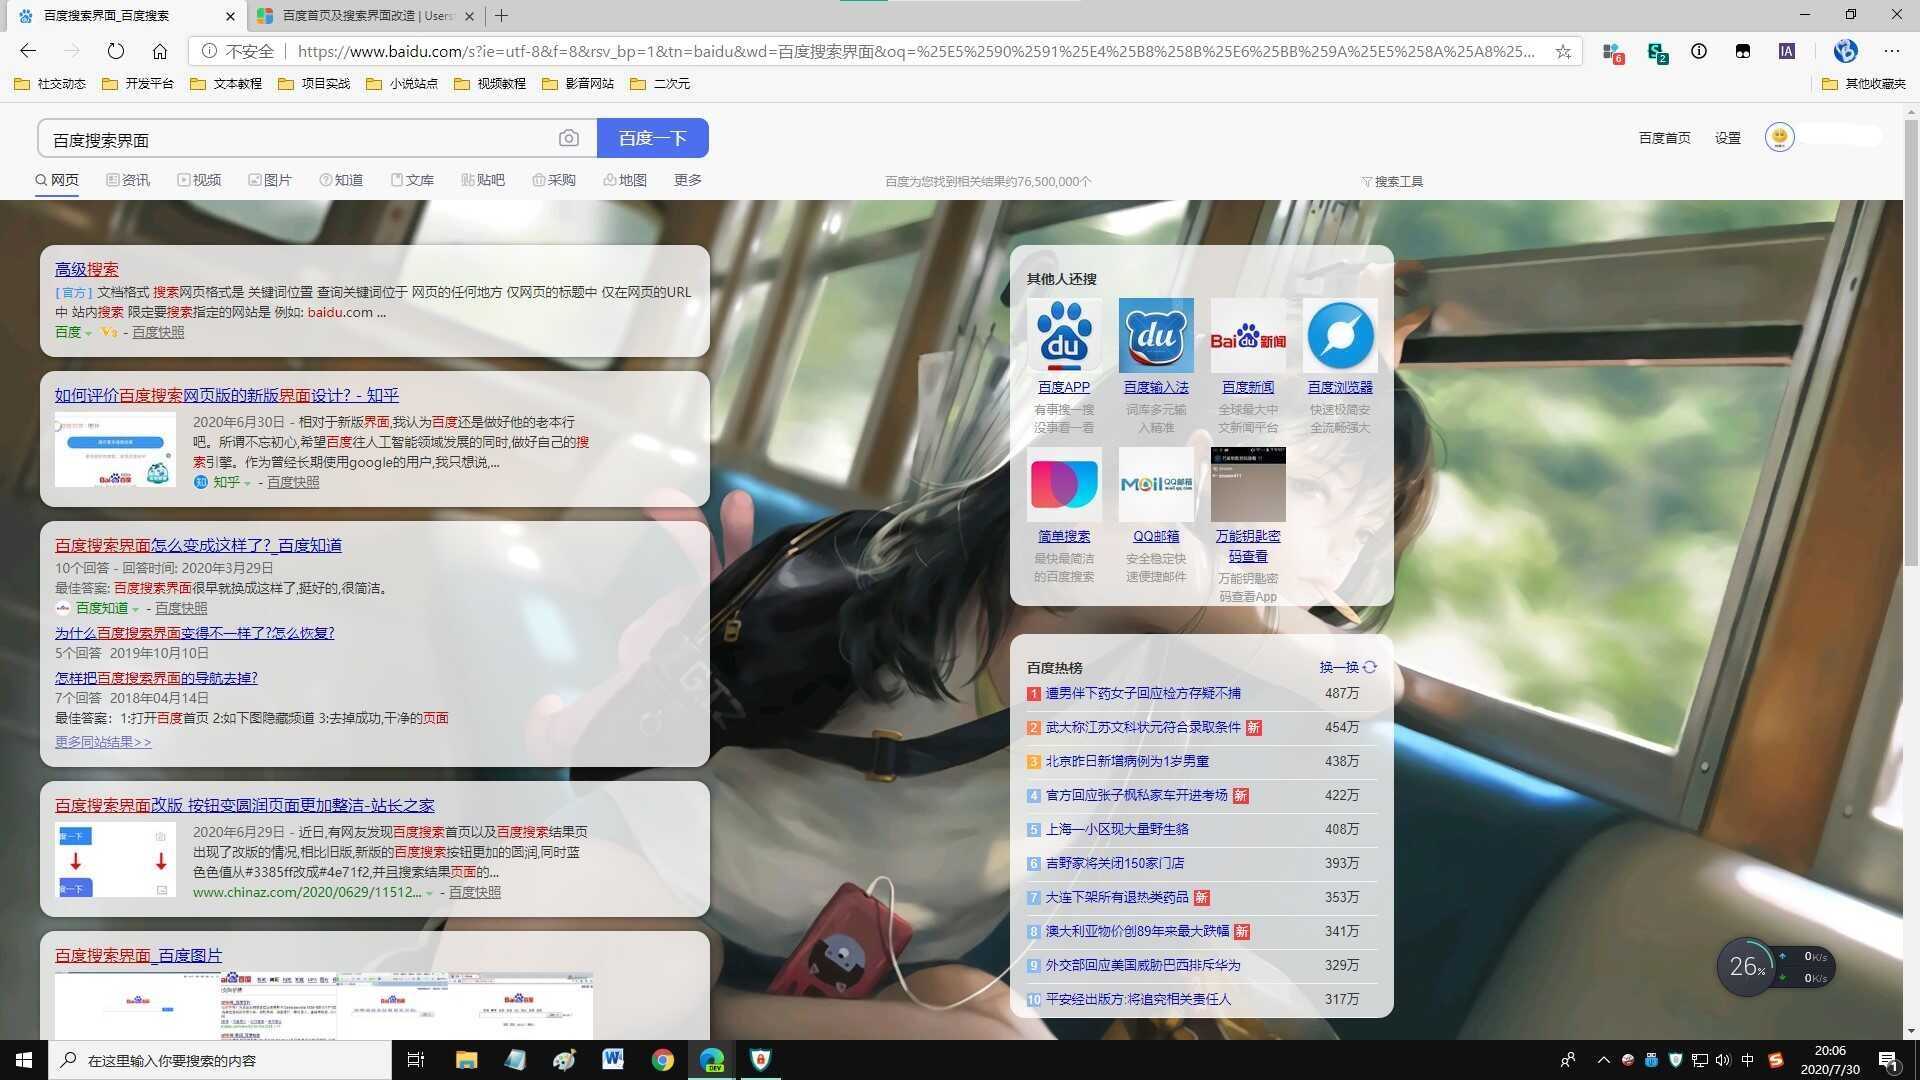 百度搜索界面_百度搜索
百度首页及搜索界面改造 | Users
不安全 https://www.baidu.com/s?ie=utf-8&f=8&rsv_bp=1&tn=baidu&wd=百度搜索界面&oq=%25E5%2590%2591%25E4%25B8%258B%25E6%25BB%259A%25E5%258A%25A8%25...
6
2
IA
社交动态 开发平台 文本教程 项目实战 小说站点 视频教程 影音网站 二次元 其他收藏夹
百度搜索界面
百度一下
百度首页 设置
网页 资讯 视频 图片 知道 文库 贴吧 采购 地图 更多
百度为您找到相关结果约76,500,000个
搜索工具
高级搜索
[官方] 文档格式 搜索网页格式是 关键词位置 查询关键词位于 网页的任何地方 仅网页的标题中 仅在网页的URL
中 站内搜索 限定要搜索指定的网站是 例如: baidu.com ...
百度 V3 - 百度快照
如何评价百度搜索网页版的新版界面设计? - 知乎
2020年6月30日 - 相对于新版界面,我认为百度还是做好他的老本行
吧。所谓不忘初心,希望百度往人工智能领域发展的同时,做好自己的搜
索引擎。作为曾经长期使用google的用户,我只想说,...
知 知乎 - 百度快照
百度搜索界面怎么变成这样了?_百度知道
10个回答 - 回答时间: 2020年3月29日
最佳答案: 百度搜索界面很早就换成这样了,挺好的,很简洁。
百度知道 - 百度快照
为什么百度搜索界面变得不一样了?怎么恢复?
5个回答 2019年10月10日
怎样把百度搜索界面的导航去掉?
7个回答 2018年04月14日
最佳答案：1:打开百度首页 2:如下图隐藏频道 3:去掉成功,干净的页面
更多同站结果>>
百度搜索界面改版 按钮变圆润页面更加整洁-站长之家
2020年6月29日 - 近日,有网友发现百度搜索首页以及百度搜索结果页
出现了改版的情况,相比旧版,新版的百度搜索按钮更加的圆润,同时蓝
色色值从#3385ff改成#4e71f2,并且搜索结果页面的...
www.chinaz.com/2020/0629/11512... - 百度快照
百度搜索界面_百度图片
其他人还搜
du
du
Bai du 新闻
百度APP 百度输入法 百度新闻 百度浏览器
有事搜一搜 词库多元输 全球最大中 快速极简安
没事看一看 入精准 文新闻平台 全流畅强大
Mail QQ邮箱
mail.qq.com
简单搜索 QQ邮箱 万能钥匙密
码查看
最快最简洁 安全稳定快 万能钥匙密
的百度搜索 速便捷邮件 码查看App
百度热榜 换一换
1 遭男伴下药女子回应检方存疑不捕 487万
2 武大称江苏文科状元符合录取条件 新 454万
3 北京昨日新增病例为1岁男童 438万
4 官方回应张子枫私家车开进考场 新 422万
5 上海一小区现大量野生貉 408万
6 吉野家将关闭150家门店 393万
7 大连下架所有退热类药品 新 353万
8 澳大利亚物价创89年来最大跌幅 新 341万
9 外交部回应美国威胁巴西排斥华为 329万
10 平安经出版方:将追究相关责任人 317万
26%
0K/s
0K/s
在这里输入你要搜索的内容
W
DEV
中
S
20:06
2020/7/30
1